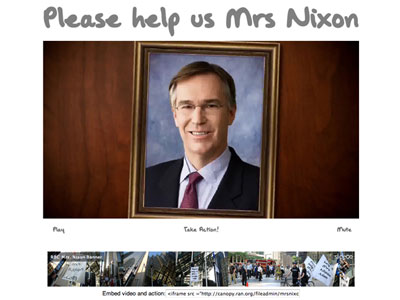 Please help us Mrs Nixon
Play
Take Action!
Mute
RBC Mrs. Nixon Banner
Embed video and action: <iframe src ="http://canopy.ran.org/fileadmin/mrsnixc